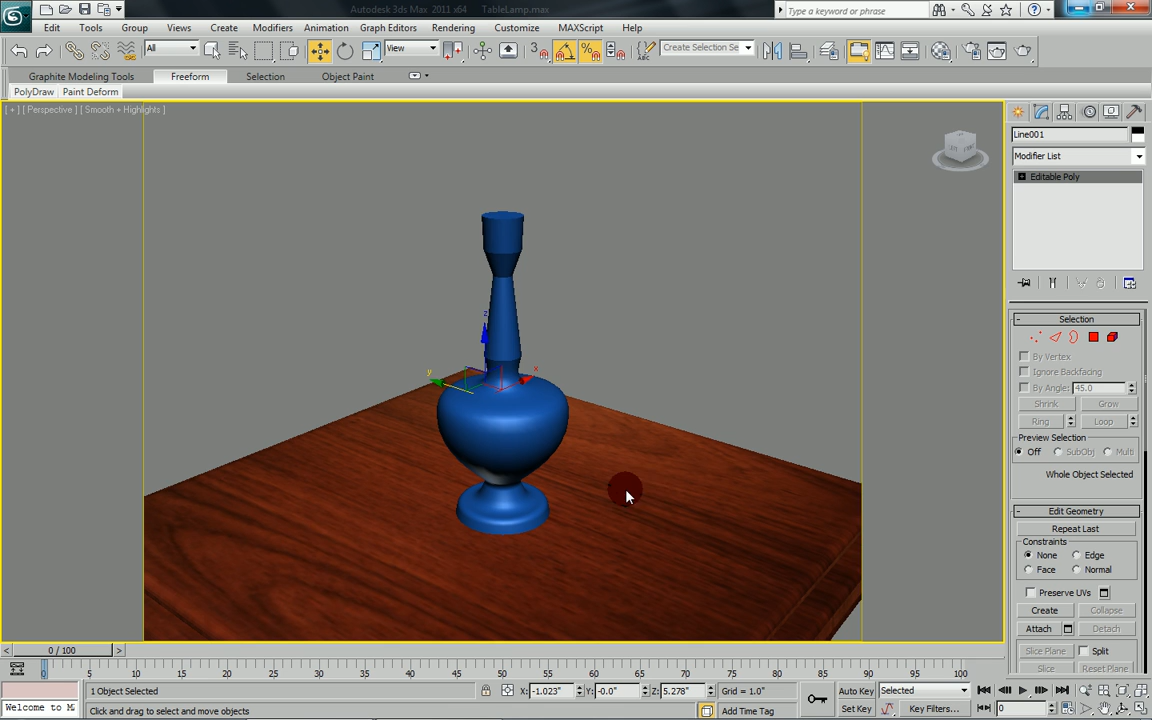 Autodesk 3ds Max 2011 x64 TableLamp.max
Type a keyword or phrase
Edit Tools Group Views Create Modifiers Animation Graph Editors Rendering Customize MAXScript Help
All View 3 Create Selection Se
Graphite Modeling Tools Freeform Selection Object Paint
PolyDraw Paint Deform
[ + ] [ Perspective ] [ Smooth + Highlights ]
Line001
Modifier List
Editable Poly
z
x
y
- Selection
By Vertex
Ignore Backfacing
By Angle: 45.0
Shrink Grow
Ring Loop
Preview Selection
Off SubObj Multi
Whole Object Selected
- Edit Geometry
Repeat Last
Constraints
None Edge
Face Normal
Preserve UVs
Create Collapse
Attach Detach
Slice Plane Split
Slice Reset Plane
< 0 / 100 >
0 5 10 15 20 25 30 35 40 45 50 55 60 65 70 75 80 85 90 95 100
1 Object Selected X: -1.023" Y: -0.0" Z: 5.278" Grid = 1.0" Auto Key Selected
Welcome to M Click and drag to select and move objects Add Time Tag Set Key Key Filters... 0